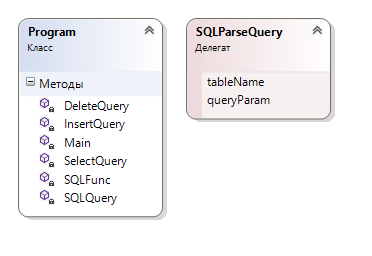 Program
Класс
Методы
DeleteQuery
InsertQuery
Main
SelectQuery
SQLFunc
SQLQuery
SQLParseQuery
Делегат
tableName
queryParam